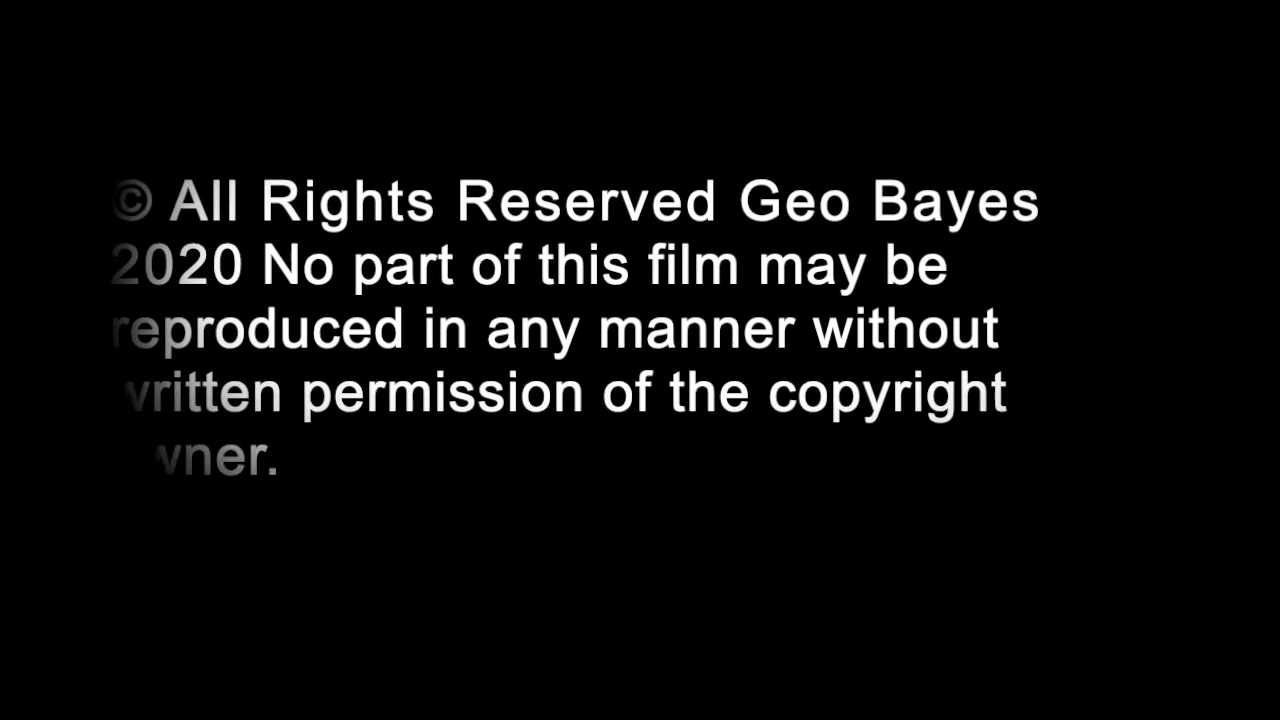 © All Rights Reserved Geo Bayes
2020 No part of this film may be
reproduced in any manner without
written permission of the copyright
wner.